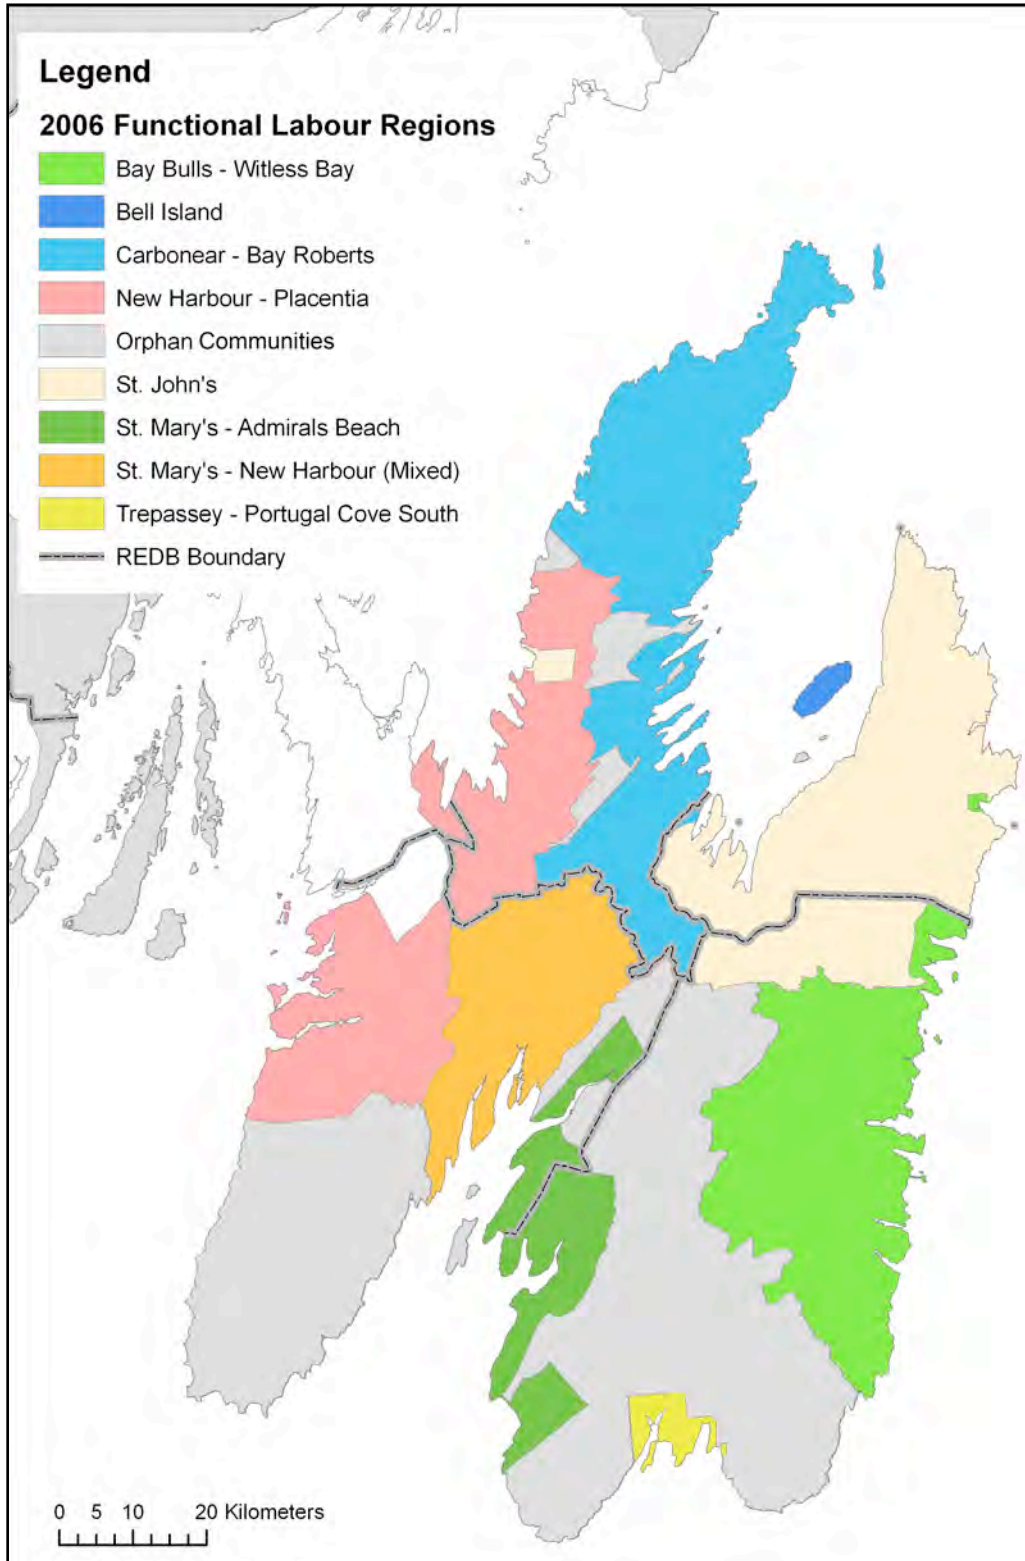 Legend
2006 Functional Labour Regions
Bay Bulls - Witless Bay
Bell Island
Carbonear - Bay Roberts
New Harbour - Placentia
Orphan Communities
St. John's
St. Mary's - Admirals Beach
St. Mary's - New Harbour (Mixed)
Trepassey - Portugal Cove South
REDB Boundary
0 5 10 20 Kilometers